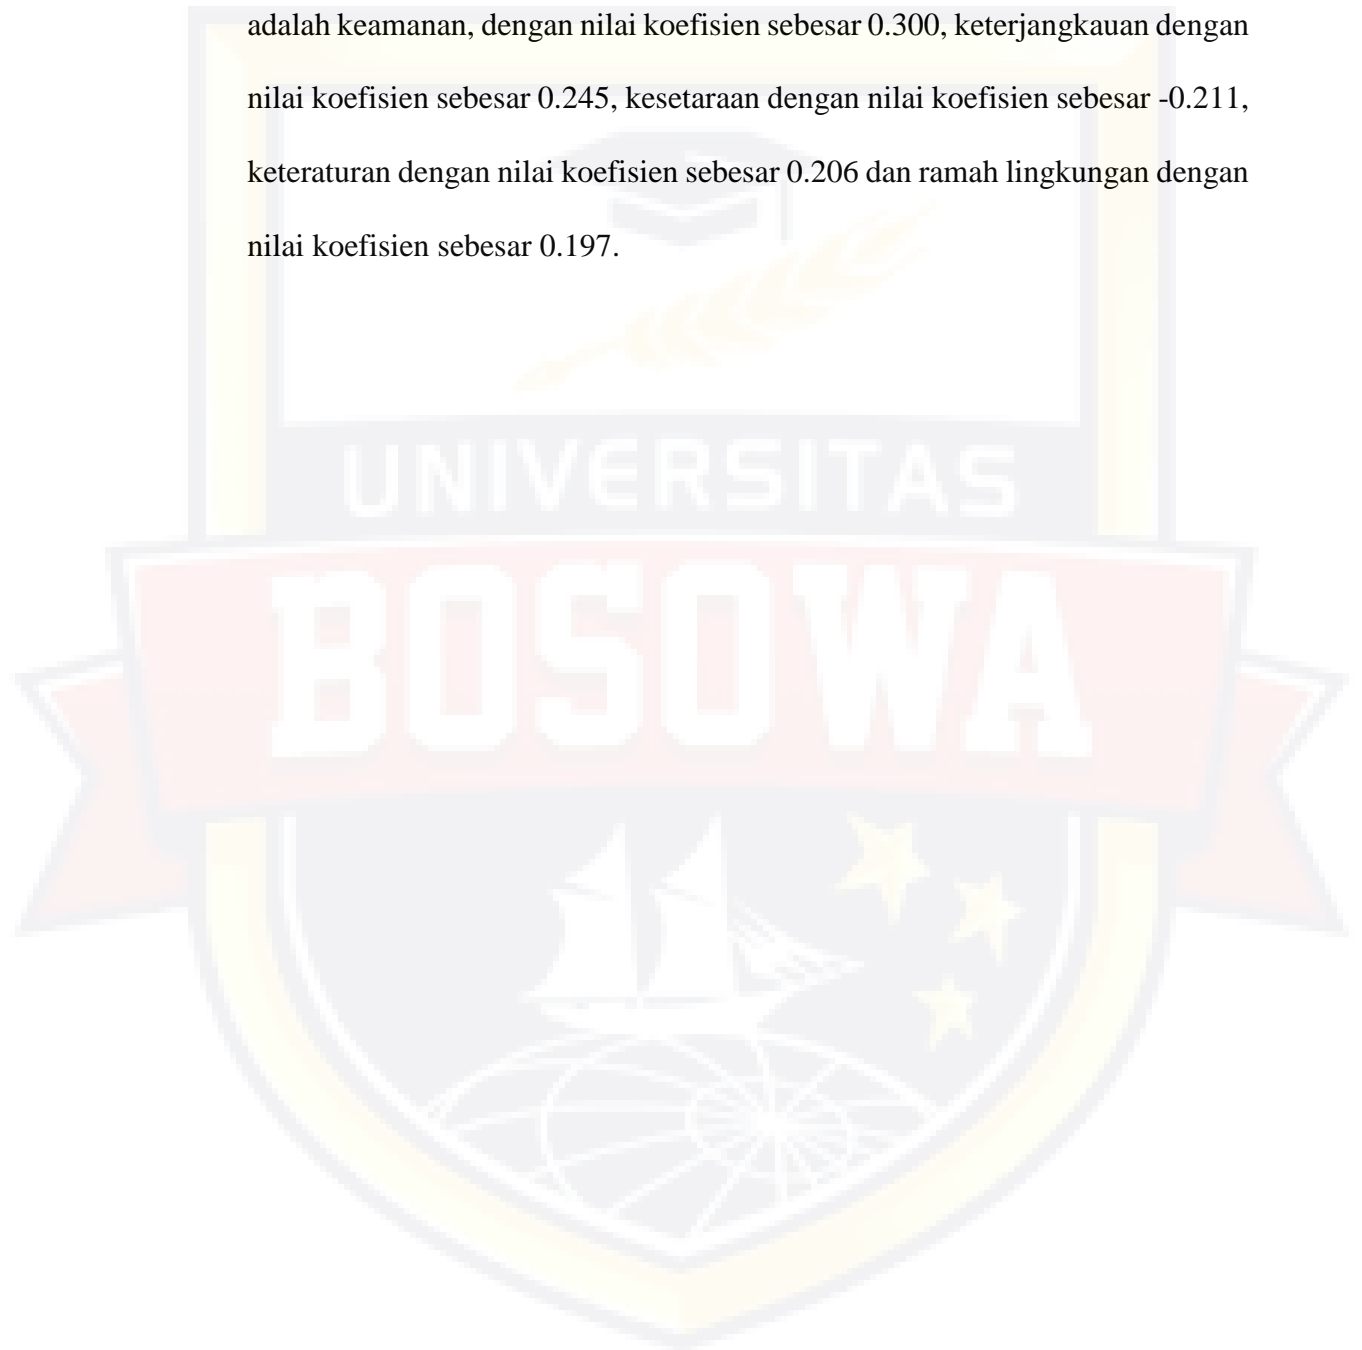 adalah keamanan, dengan nilai koefisien sebesar 0.300, keterjangkauan dengan
nilai koefisien sebesar 0.245, kesetaraan dengan nilai koefisien sebesar -0.211,
keteraturan dengan nilai koefisien sebesar 0.206 dan ramah lingkungan dengan
nilai koefisien sebesar 0.197.
UNIVERSITAS
BOSOWA